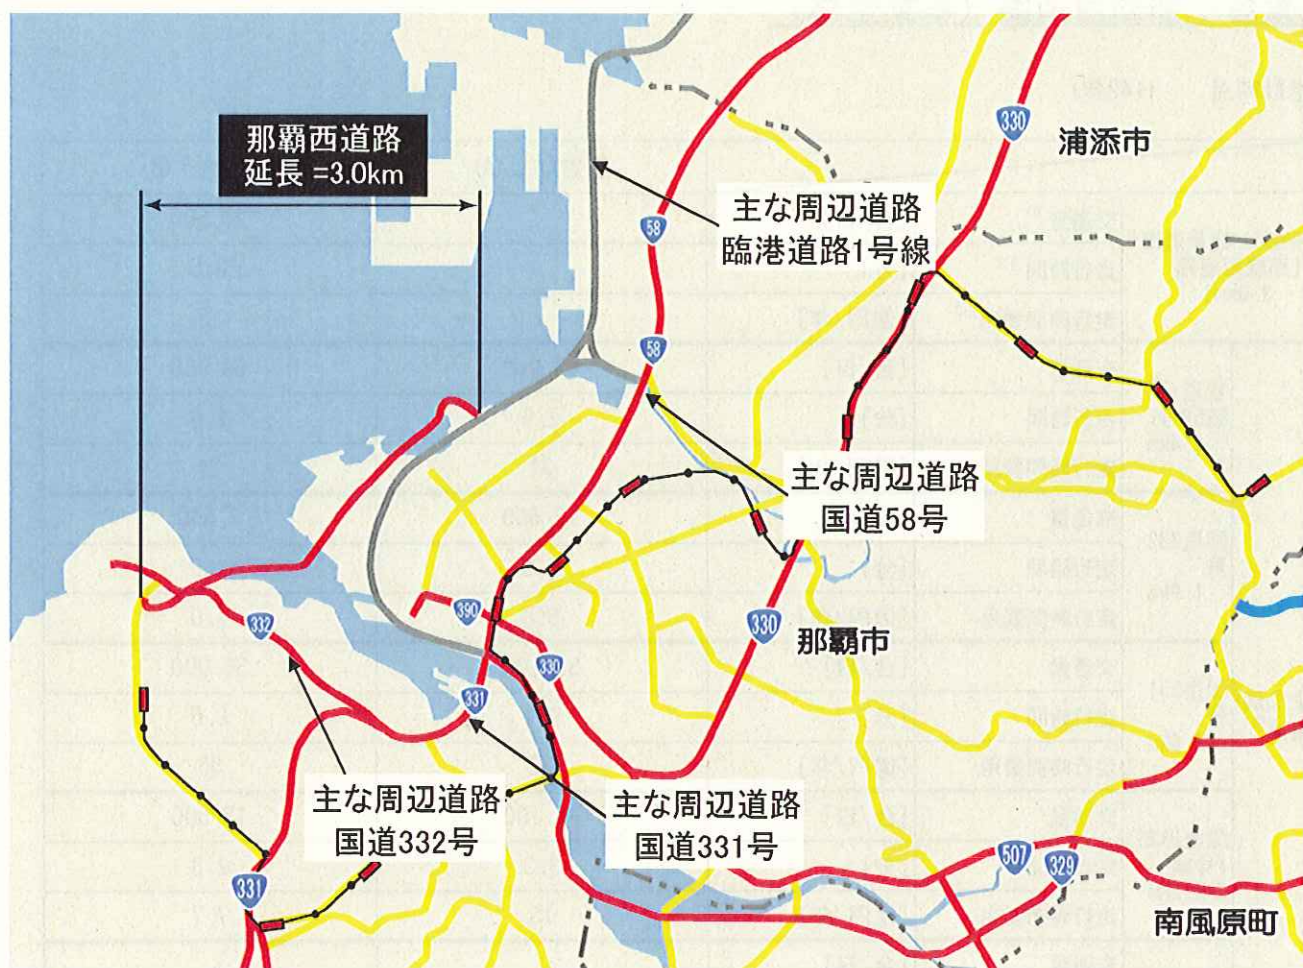 那覇西道路
延長 =3.0km
330
浦添市
主な周辺道路
臨港道路1号線
58
58
主な周辺道路
国道58号
332
390
330
那覇市
330
331
主な周辺道路
国道332号
主な周辺道路
国道331号
331
507
329
南風原町